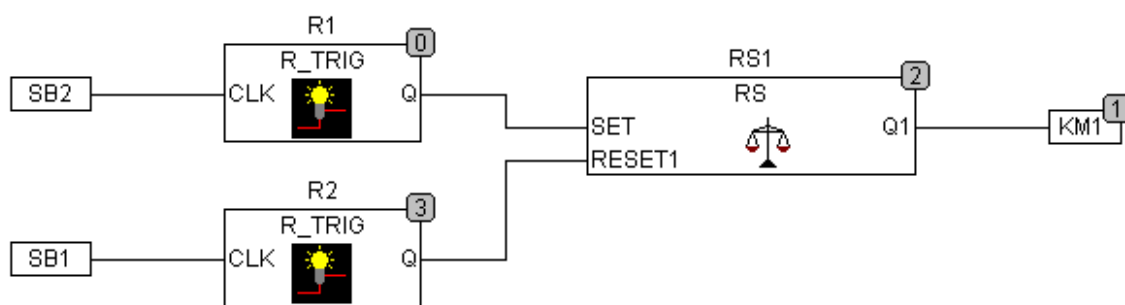 R1
0
R_TRIG
SB2
CLK
Q
RS1
2
RS
SET
RESET1
Q1
1
KM1
R2
3
R_TRIG
SB1
CLK
Q